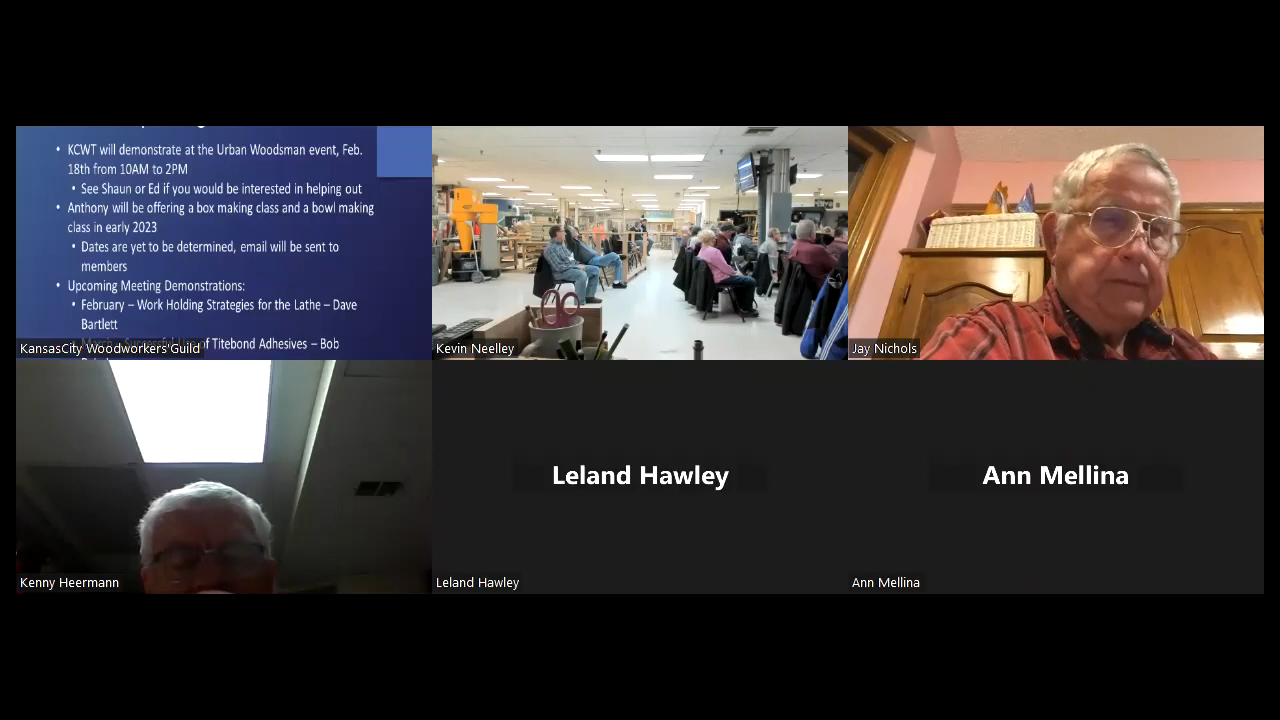 • KCWT will demonstrate at the Urban Woodsman event, Feb.
18th from 10AM to 2PM
• See Shaun or Ed if you would be interested in helping out
• Anthony will be offering a box making class and a bowl making
class in early 2023
• Dates are yet to be determined, email will be sent to
members
• Upcoming Meeting Demonstrations:
• February – Work Holding Strategies for the Lathe – Dave
Bartlett
of Titebond Adhesives – Bob
KansasCity Woodworkers'Guild
Kevin Neelley
Jay Nichols
Kenny Heermann
Leland Hawley
Leland Hawley
Ann Mellina
Ann Mellina